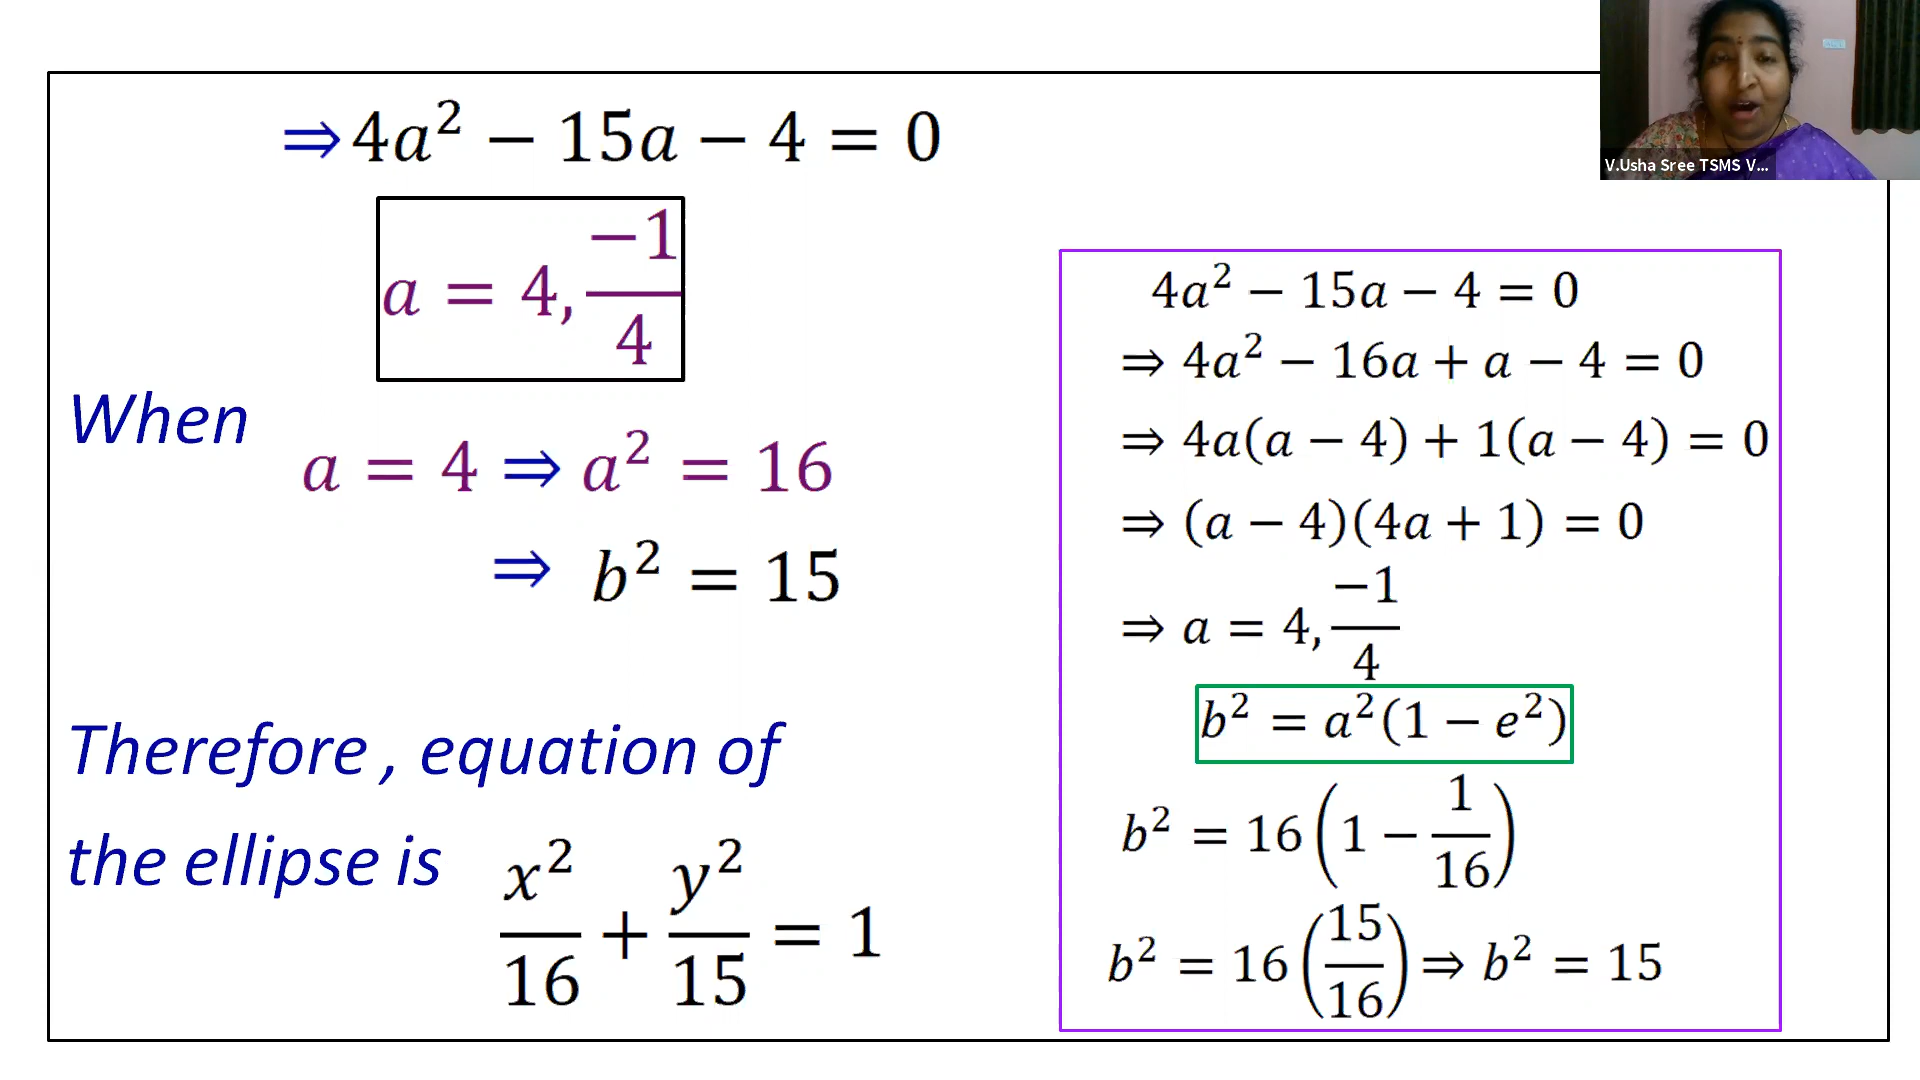 ⇒4a² − 15a − 4 = 0
a = 4, −1/4
When
a = 4 ⇒ a² = 16
⇒ b² = 15
Therefore , equation of
the ellipse is
x²/16 + y²/15 = 1
V.Usha Sree TSMS V...
4a² − 15a − 4 = 0
⇒ 4a² − 16a + a − 4 = 0
⇒ 4a(a − 4) + 1(a − 4) = 0
⇒ (a − 4)(4a + 1) = 0
⇒ a = 4, −1/4
b² = a²(1 − e²)
b² = 16(1 − 1/16)
b² = 16(15/16) ⇒ b² = 15